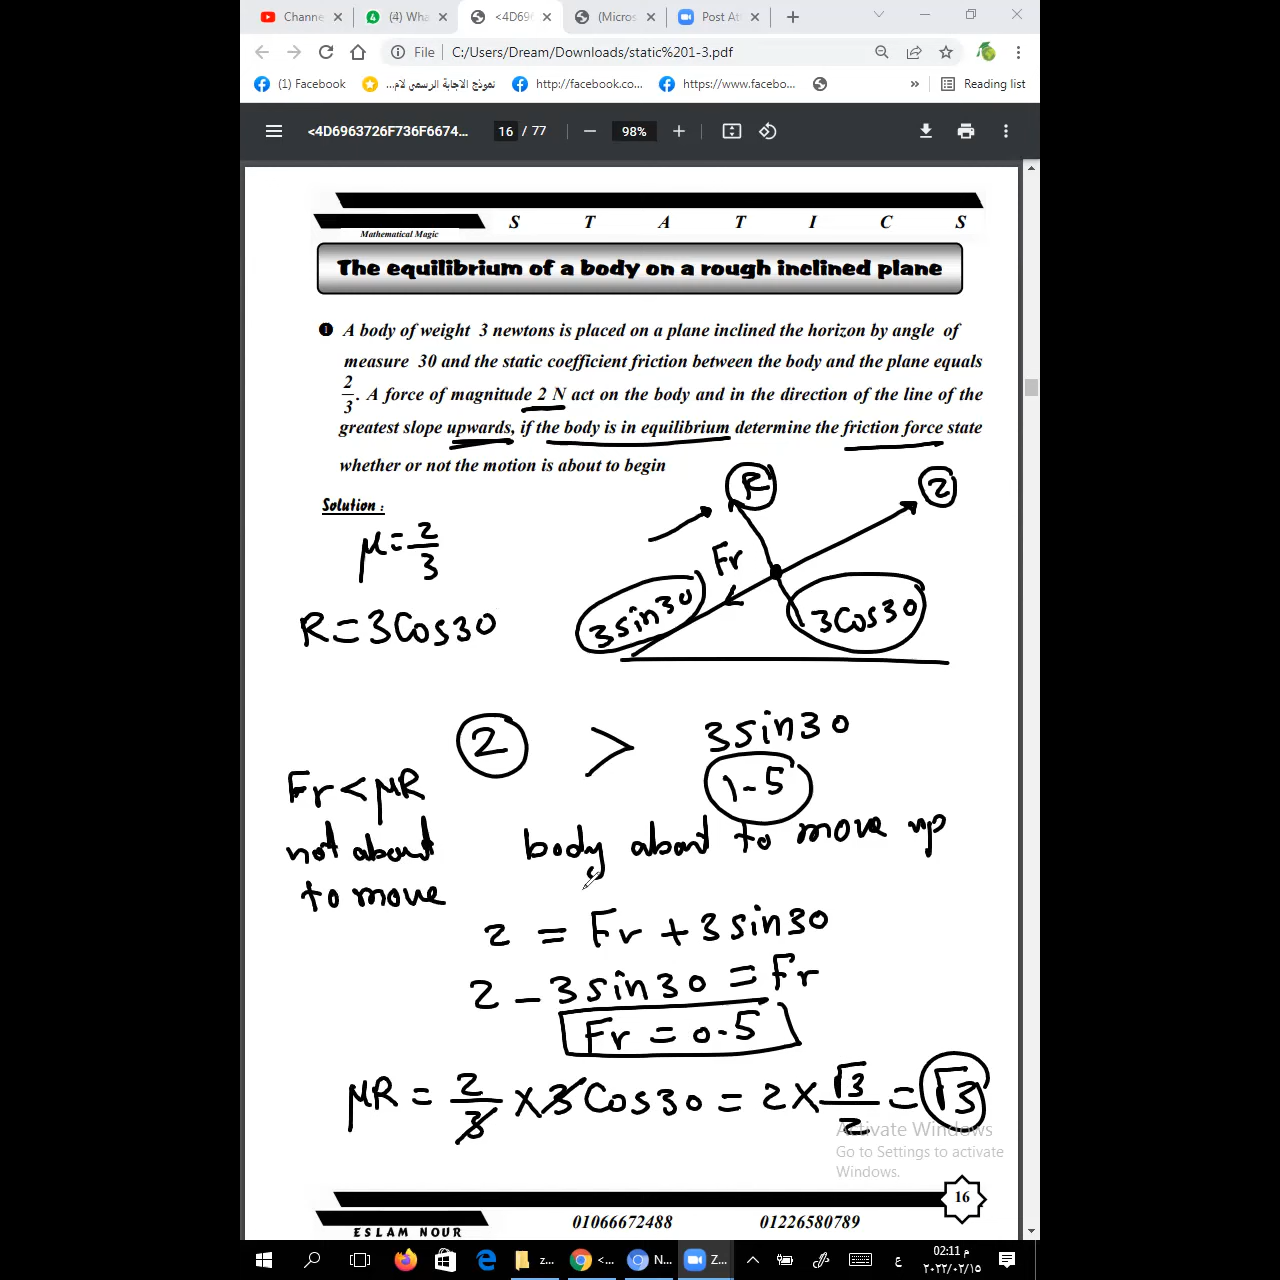 Channe
(4) Wha
<4D69
(Micros
Post At
File C:/Users/Dream/Downloads/static%201-3.pdf
(1) Facebook
نموذج الاجابة الرسمى لام...
http://facebook.co...
https://www.facebo...
» Reading list
<4D6963726F736F6674...
16 / 77
98%
S T A T I C S
Mathematical Magic
The equilibrium of a body on a rough inclined plane
❶ A body of weight 3 newtons is placed on a plane inclined the horizon by angle of
measure 30 and the static coefficient friction between the body and the plane equals
2/3. A force of magnitude 2 N act on the body and in the direction of the line of the
greatest slope upwards, if the body is in equilibrium determine the friction force state
whether or not the motion is about to begin
Solution :
R
2
μ = 2/3
Fr
3sin30
3Cos30
R = 3Cos30
2 > 3sin30
1-5
Fr < μR
not about
to move
body about to move up
2 = Fr + 3sin30
2 - 3sin30 = Fr
Fr = 0-5
μR = 2/3 × 3Cos30 = 2 × √3/2 = √3
Activate Windows
Go to Settings to activate
Windows.
16
01066672488 01226580789
ESLAM NOUR
z...
<...
N...
Z...
ع
02:11 م
٢٠٢٢/٠٢/١٥